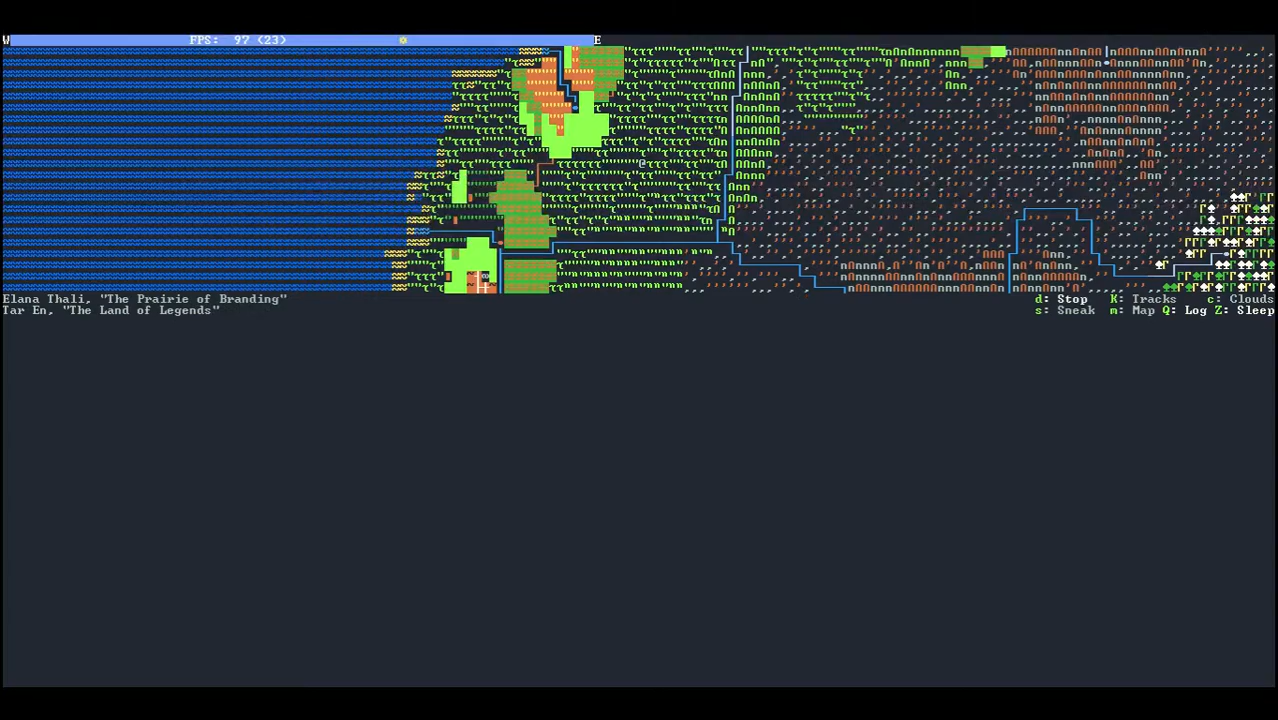 W FPS: 97 (23) E
Elana Thali, "The Prairie of Branding" d: Stop K: Tracks c: Clouds
Tar En, "The Land of Legends" s: Sneak m: Map Q: Log Z: Sleep